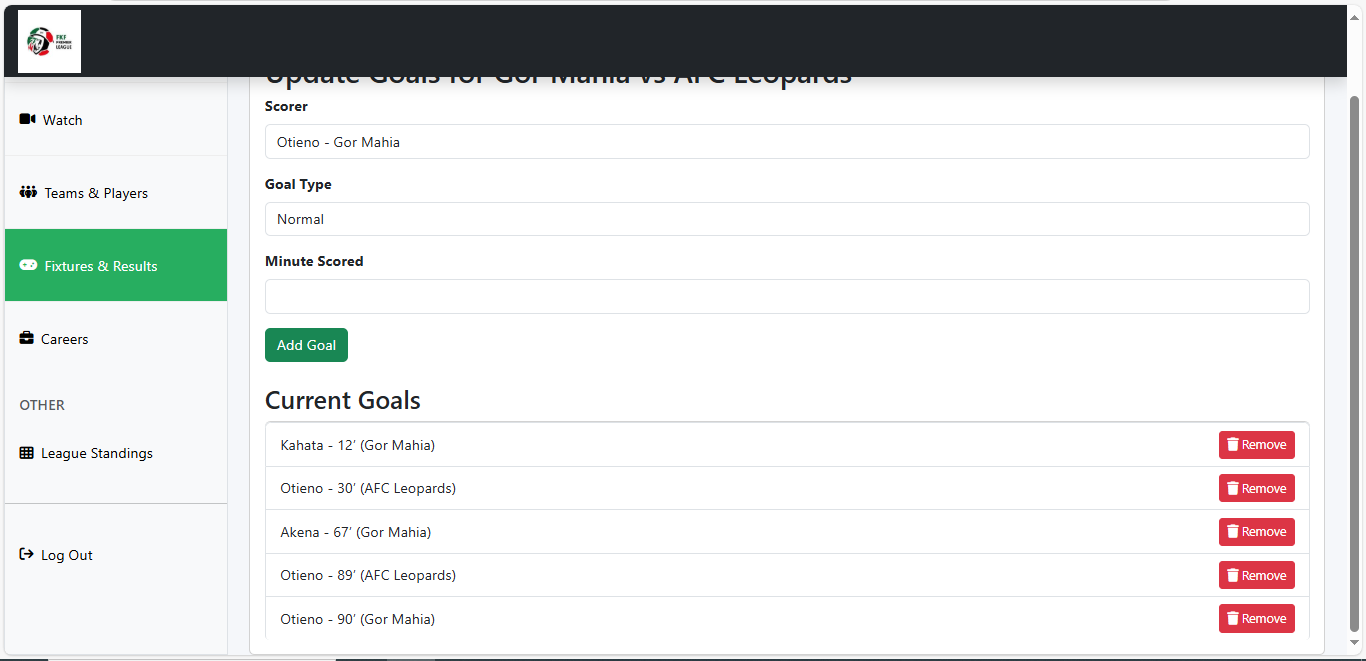 FKF
PREMIER
LEAGUE
Update Goals for Gor Mahia vs AFC Leopards
Watch
Teams & Players
Fixtures & Results
Careers
OTHER
League Standings
Log Out
Scorer
Otieno - Gor Mahia
Goal Type
Normal
Minute Scored
Add Goal
Current Goals
Kahata - 12' (Gor Mahia)
Remove
Otieno - 30' (AFC Leopards)
Remove
Akena - 67' (Gor Mahia)
Remove
Otieno - 89' (AFC Leopards)
Remove
Otieno - 90' (Gor Mahia)
Remove